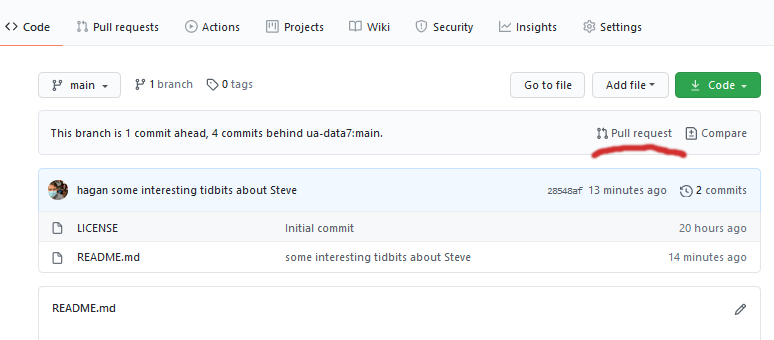 Code Pull requests Actions Projects Wiki Security Insights Settings
main 1 branch 0 tags Go to file Add file Code
This branch is 1 commit ahead, 4 commits behind ua-data7:main. Pull request Compare
hagan some interesting tidbits about Steve 28548af 13 minutes ago 2 commits
LICENSE Initial commit 20 hours ago
README.md some interesting tidbits about Steve 14 minutes ago
README.md